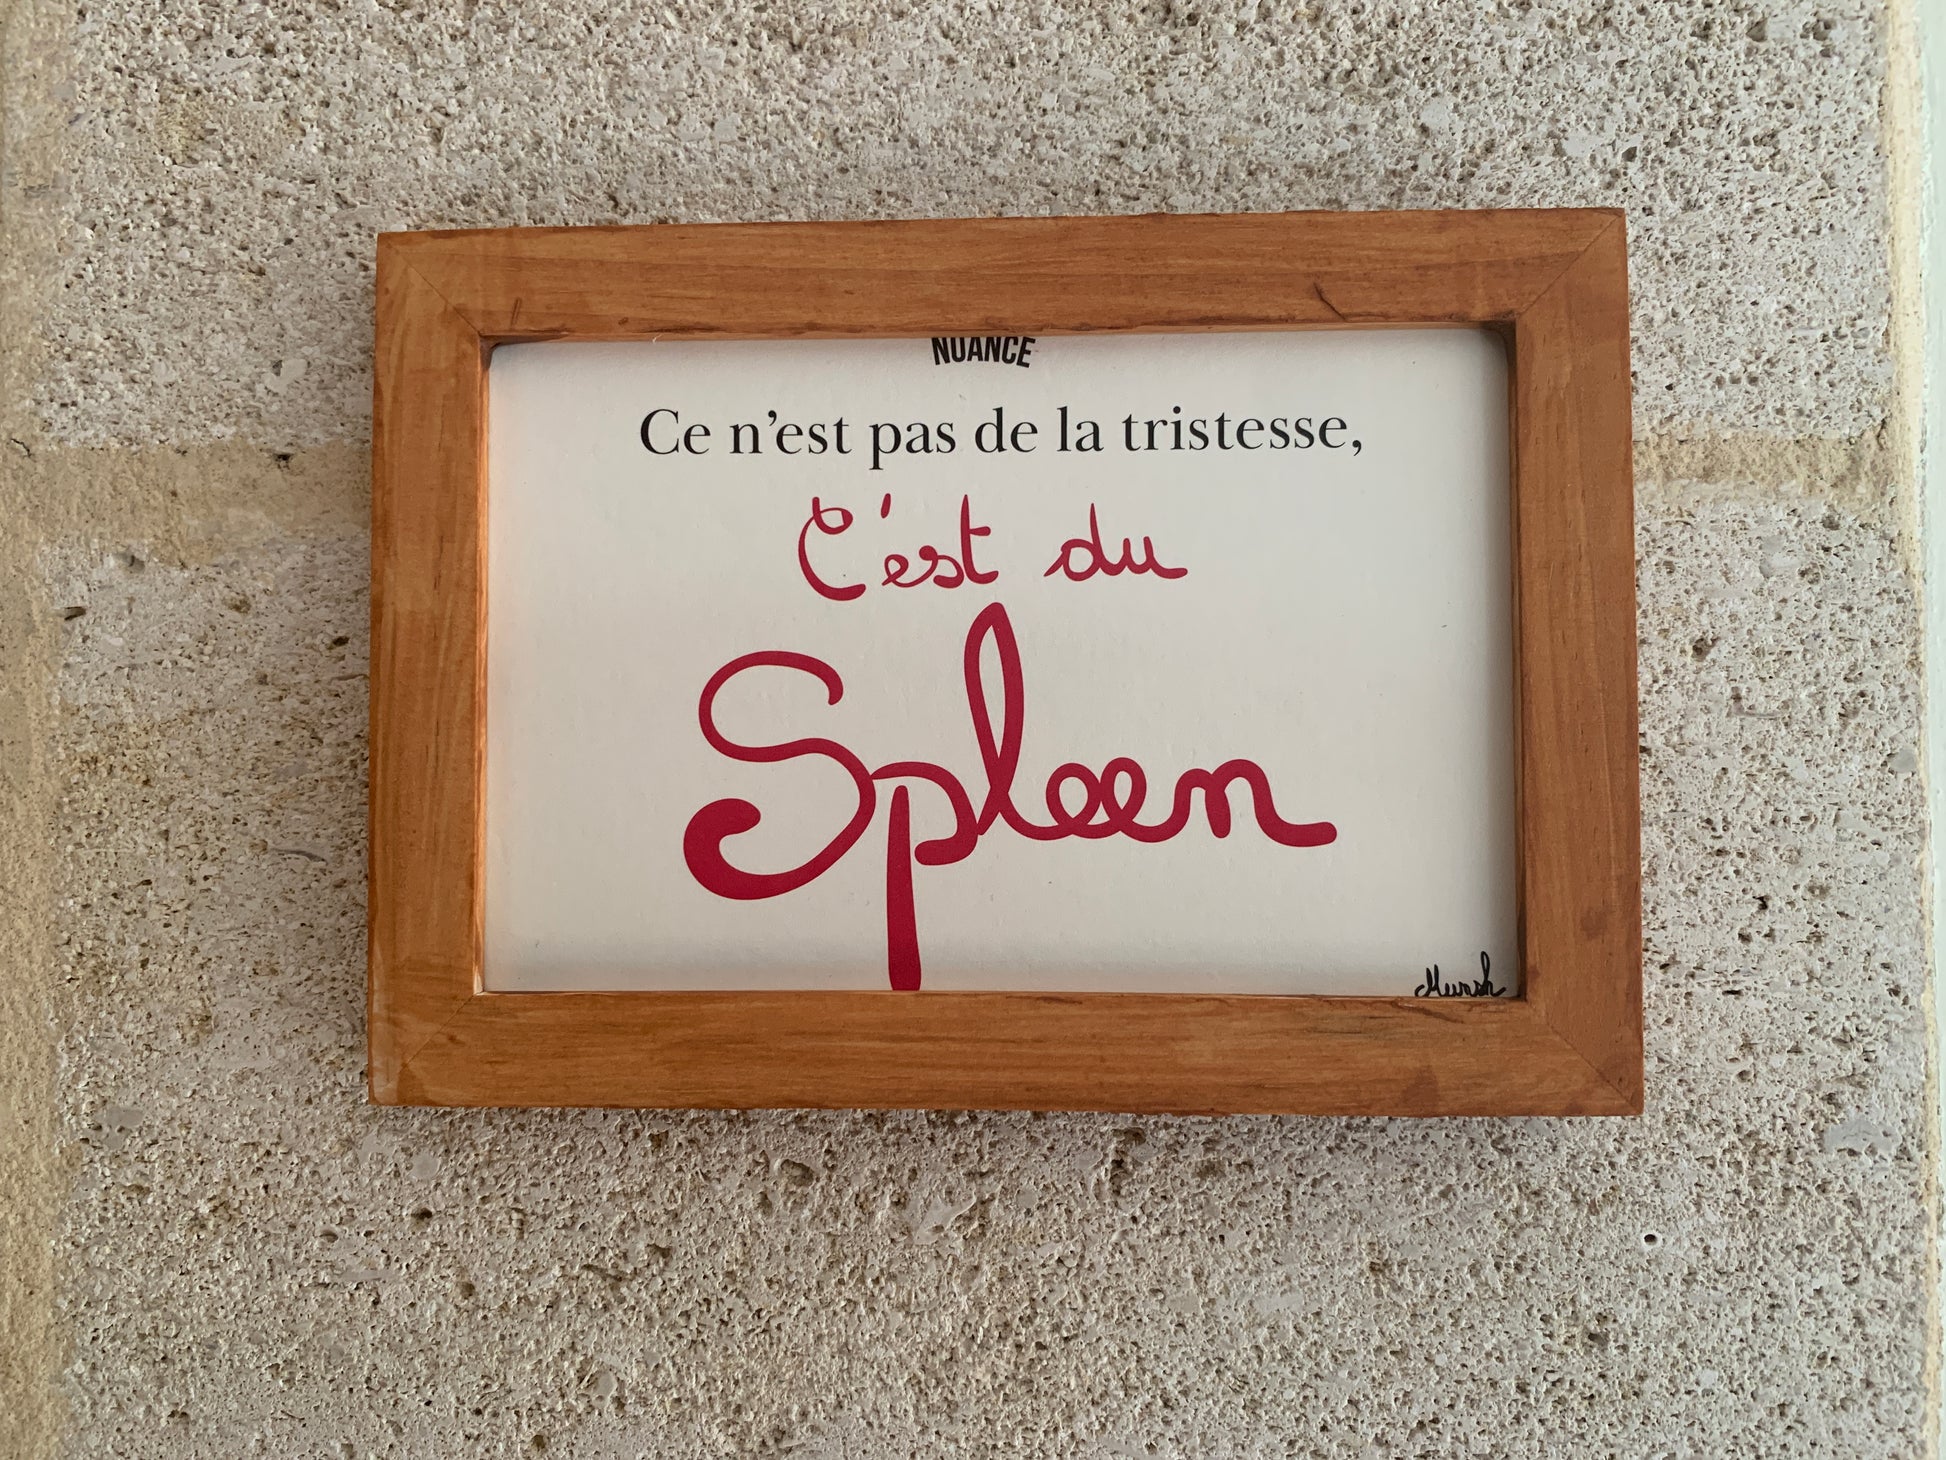 NUANCE
Ce n'est pas de la tristesse,
C'est du
Spleen